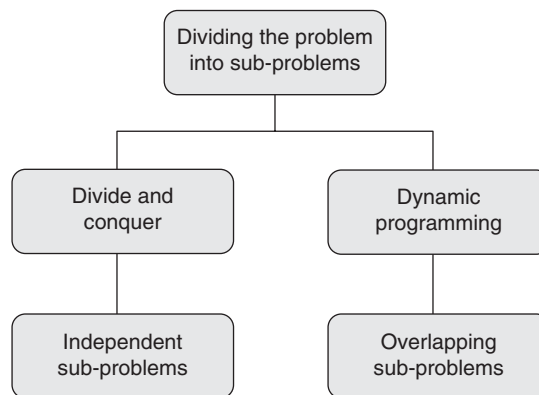 Dividing the problem
into sub-problems
Divide and
conquer
Dynamic
programming
Independent
sub-problems
Overlapping
sub-problems